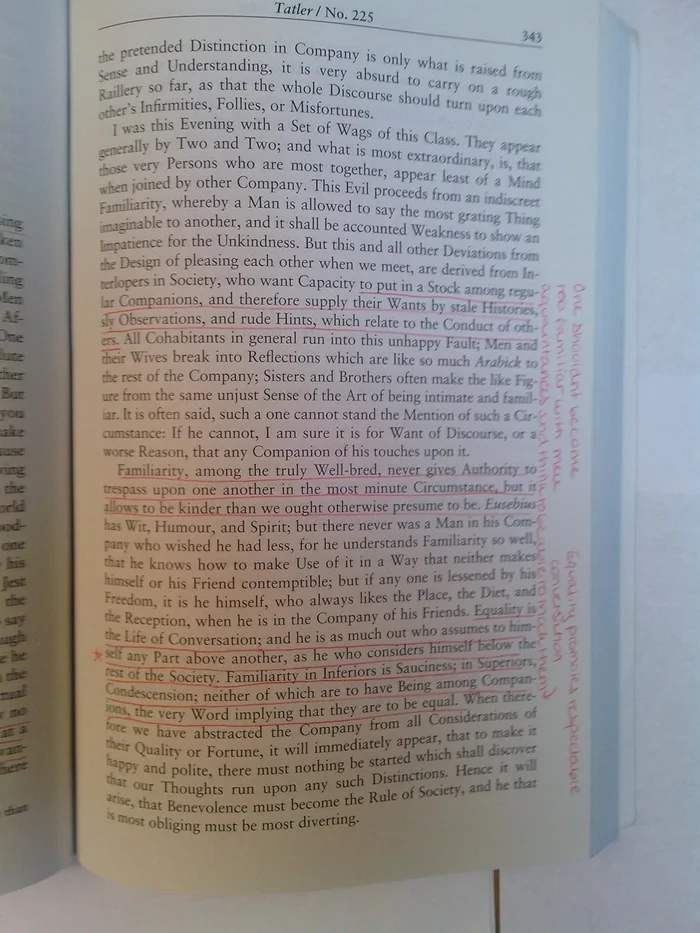 Tatler / No. 225
343
the pretended Distinction in Company is only what is raised from
Sense and Understanding, it is very absurd to carry on a rough
Raillery so far, as that the whole Discourse should turn upon each
other's Infirmities, Follies, or Misfortunes.
I was this Evening with a Set of Wags of this Class. They appear
generally by Two and Two; and what is most extraordinary, is, that
those very Persons who are most together, appear least of a Mind
when joined by other Company. This Evil proceeds from an indiscreet
Familiarity, whereby a Man is allowed to say the most grating Thing
imaginable to another, and it shall be accounted Weakness to show an
Impatience for the Unkindness. But this and all other Deviations from
the Design of pleasing each other when we meet, are derived from In-
terlopers in Society, who want Capacity to put in a Stock among regu-
lar Companions, and therefore supply their Wants by stale Histories,
sly Observations, and rude Hints, which relate to the Conduct of oth-
ers. All Cohabitants in general run into this unhappy Fault; Men and
their Wives break into Reflections which are like so much Arabick to
the rest of the Company; Sisters and Brothers often make the like Fig-
ure from the same unjust Sense of the Art of being intimate and famil-
iar. It is often said, such a one cannot stand the Mention of such a Cir-
cumstance: If he cannot, I am sure it is for Want of Discourse, or a
worse Reason, that any Companion of his touches upon it.
Familiarity, among the truly Well-bred, never gives Authority to
trespass upon one another in the most minute Circumstance, but it
allows to be kinder than we ought otherwise presume to be. Eusebius
has Wit, Humour, and Spirit; but there never was a Man in his Com-
pany who wished he had less, for he understands Familiarity so well,
that he knows how to make Use of it in a Way that neither makes
himself or his Friend contemptible; but if any one is lessened by his
Freedom, it is he himself, who always likes the Place, the Diet, and
the Reception, when he is in the Company of his Friends. Equality is
the Life of Conversation; and he is as much out who assumes to him-
self any Part above another, as he who considers himself below the
rest of the Society. Familiarity in Inferiors is Sauciness; in Superiors,
Condescension; neither of which are to have Being among Compan-
ions, the very Word implying that they are to be equal. When there-
fore we have abstracted the Company from all Considerations of
their Quality or Fortune, it will immediately appear, that to make it
happy and polite, there must nothing be started which shall discover
that our Thoughts run upon any such Distinctions. Hence it will
arise, that Benevolence must become the Rule of Society, and he that
is most obliging must be most diverting.
One shouldn't become
too familiar with their
acquaintances and think
Equality promotes respectable
conversation